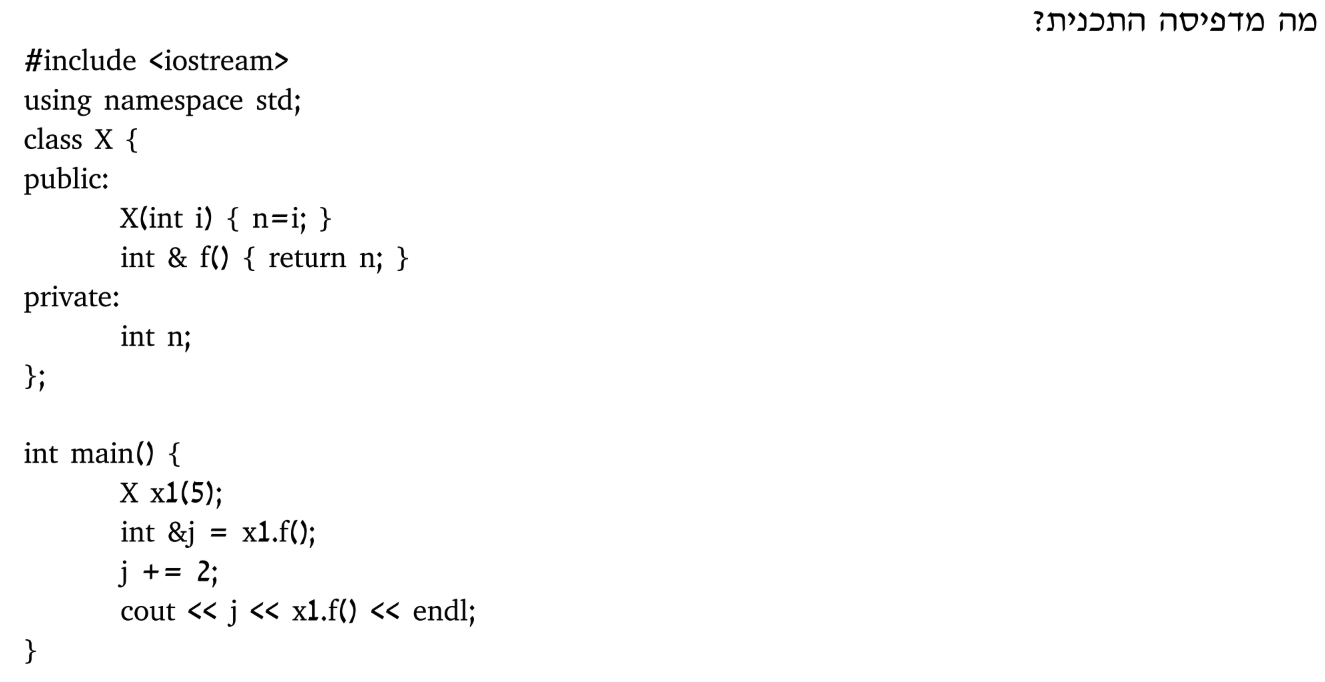 מה מדפיסה התכנית?
#include <iostream>
using namespace std;
class X {
public:
X(int i) { n=i; }
int & f() { return n; }
private:
int n;
};
int main() {
X x1(5);
int &j = x1.f();
j += 2;
cout << j << x1.f() << endl;
}